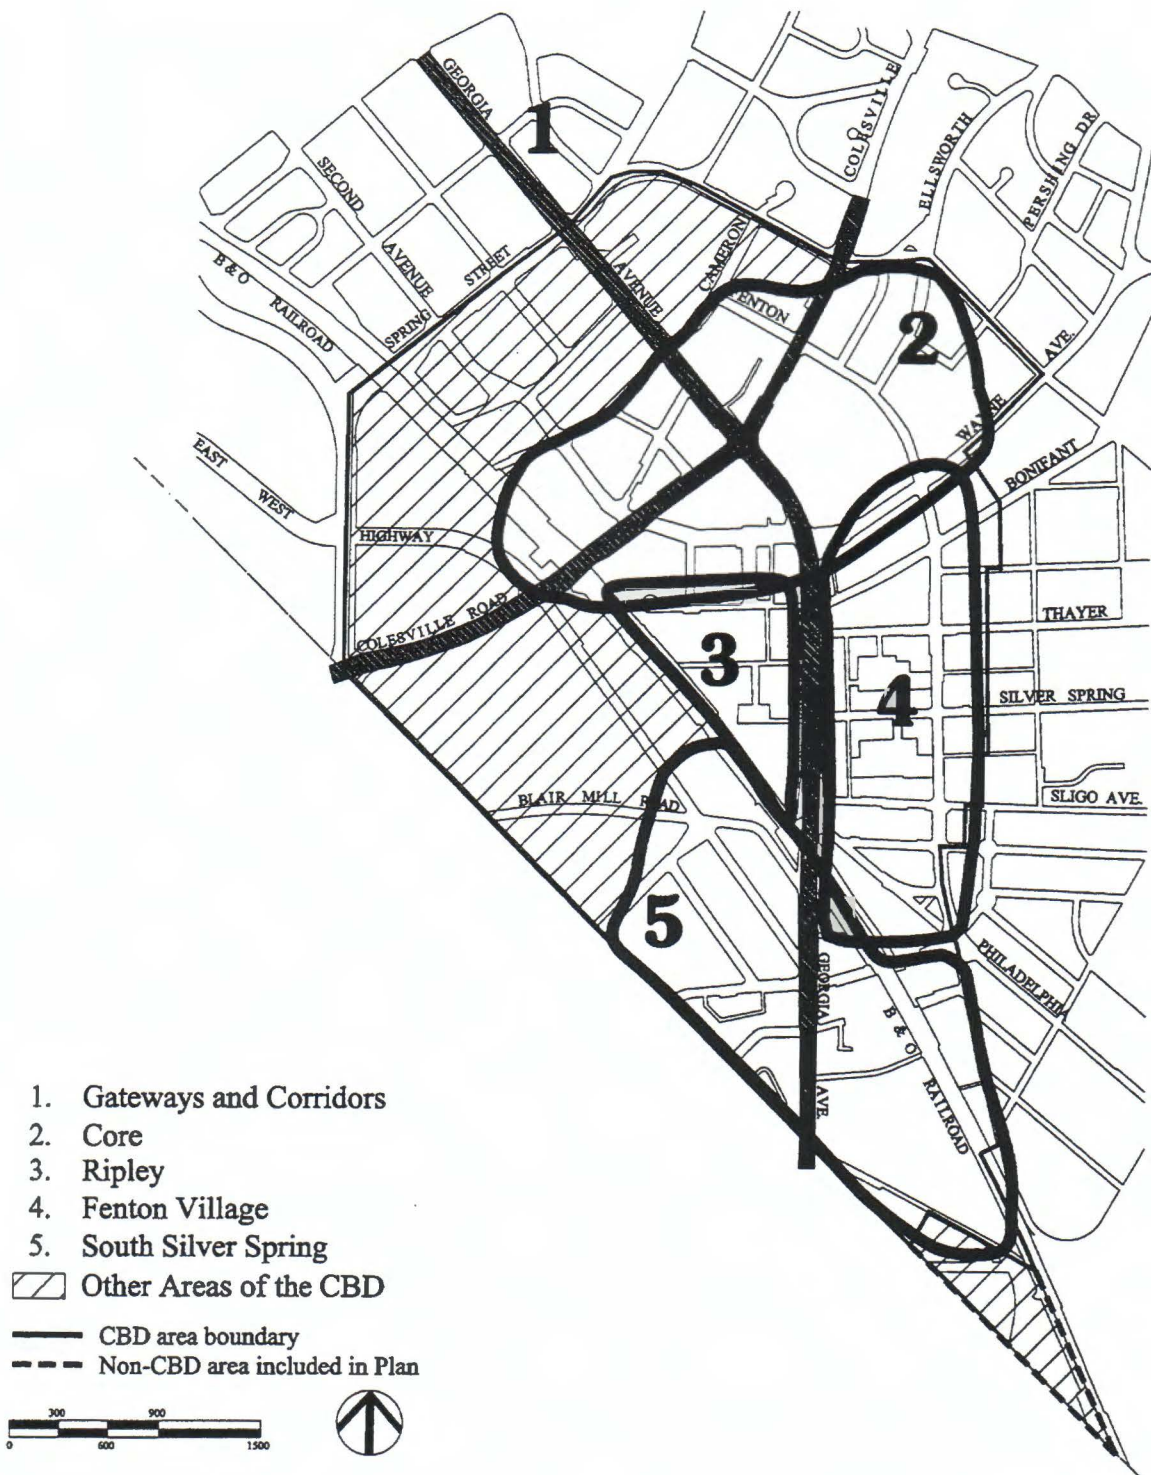 GEORGIA
1
COLESVILLE
ELLSWORTH
PERSHING DR.
SECOND
AVENUE
B & O
RAILROAD
SPRING
STREET
AVENUE
CAMERON
FENTON
2
WAYNE
AVE.
BONIFANT
EAST
WEST
HIGHWAY
COLESVILLE ROAD
THAYER
3
4
SILVER SPRING
BLAIR MILL ROAD
SLIGO AVE.
5
PHILADELPHIA
GEORGIA
AVE.
B & O
RAILROAD
1. Gateways and Corridors
2. Core
3. Ripley
4. Fenton Village
5. South Silver Spring
Other Areas of the CBD
CBD area boundary
Non-CBD area included in Plan
300 900
0 600 1500